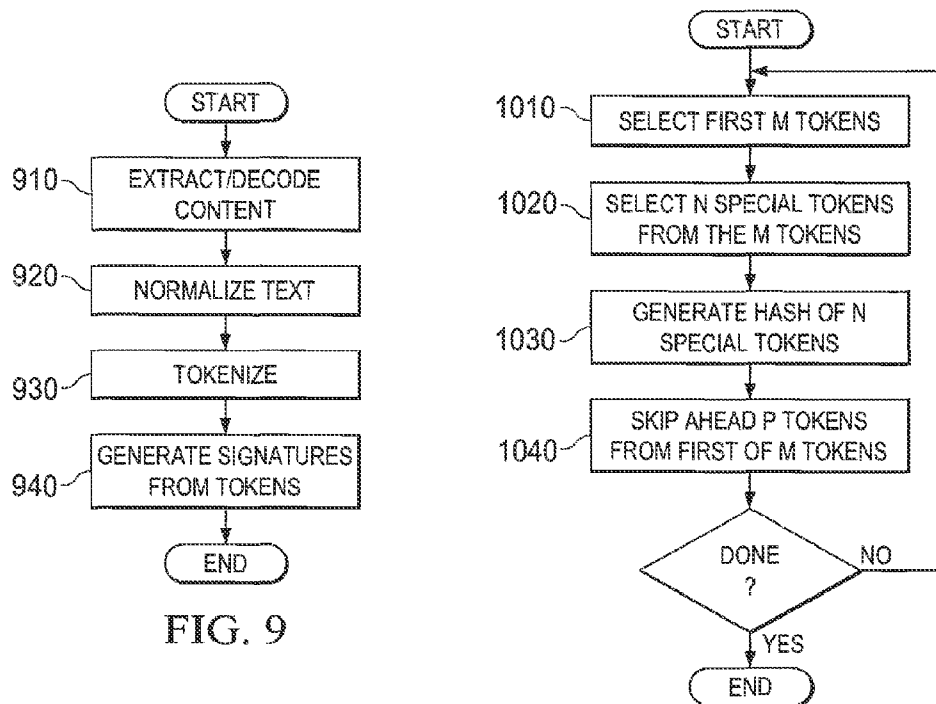 START
910
EXTRACT/DECODE
CONTENT
920
NORMALIZE TEXT
930
TOKENIZE
940
GENERATE SIGNATURES
FROM TOKENS
END
FIG. 9
START
1010
SELECT FIRST M TOKENS
1020
SELECT N SPECIAL TOKENS
FROM THE M TOKENS
1030
GENERATE HASH OF N
SPECIAL TOKENS
1040
SKIP AHEAD P TOKENS
FROM FIRST OF M TOKENS
DONE
?
NO
YES
END